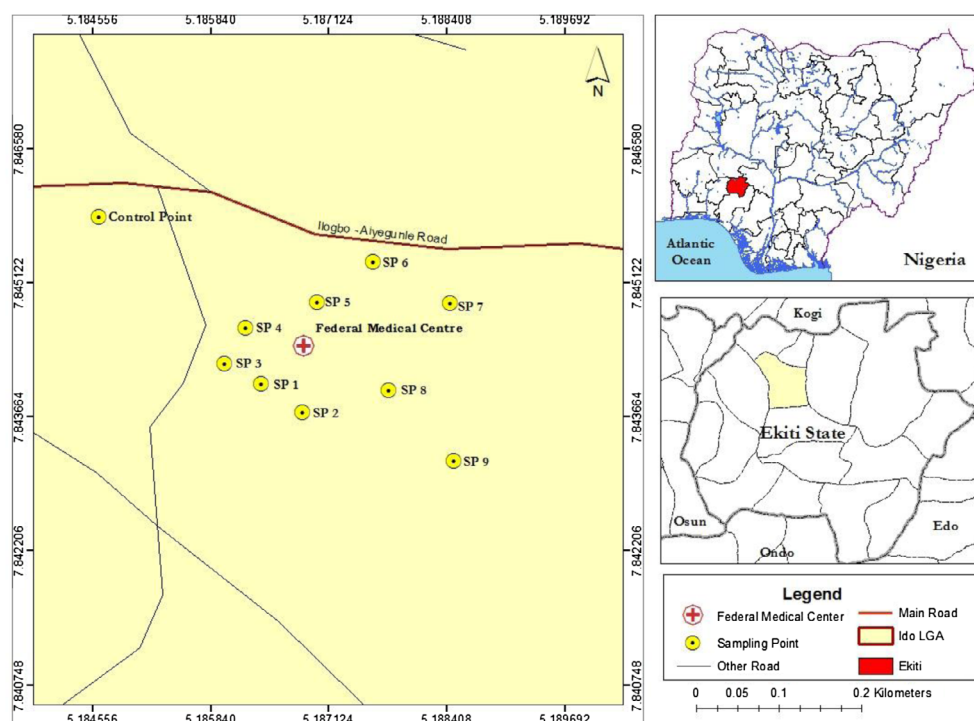 5.184556 5.185840 5.187124 5.188408 5.189692
7.846580
7.845122
7.843664
7.842206
7.840748
N
Control Point
Ilogbo -Aiyegunle Road
SP 6
SP 5
SP 7
SP 4
Federal Medical Centre
SP 3
SP 1
SP 8
SP 2
SP 9
7.846580
7.845122
7.843664
7.842206
7.840748
5.184556 5.185840 5.187124 5.188408 5.189692
Atlantic
Ocean
Nigeria
Kogi
Ekiti State
Osun
Edo
Ondo
Legend
Federal Medical Center
Main Road
Sampling Point
Ido LGA
Other Road
Ekiti
0 0.05 0.1 0.2 Kilometers